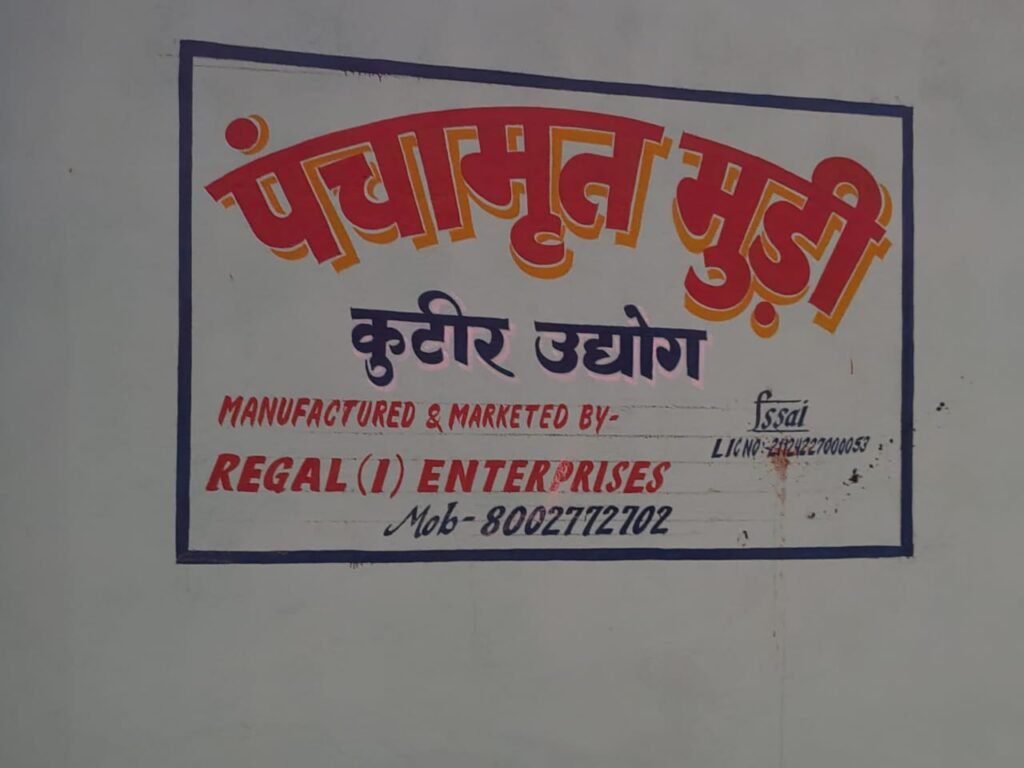 पंचामृत मुड़ी
कुटीर उद्योग
MANUFACTURED & MARKETED BY-
fssai
LIC NO:-21124227000053
REGAL (I) ENTERPRISES
Mob- 8002772702